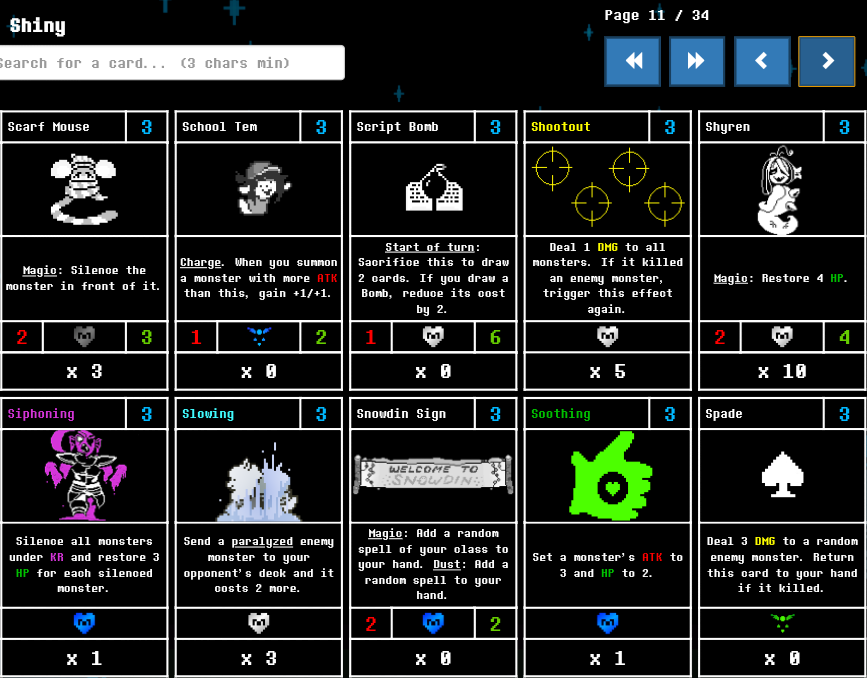 Shiny
Page 11 / 34
Search for a card... (3 chars min)
Scarf Mouse 3
Magic: Silence the
monster in front of it.
2 3
x 3
School Tem 3
Charge. When you summon
a monster with more ATK
than this, gain +1/+1.
1 2
x 0
Script Bomb 3
Start of turn:
Sacrifice this to draw
2 cards. If you draw a
Bomb, reduce its cost
by 2.
1 6
x 0
Shootout 3
Deal 1 DMG to all
monsters. If it killed
an enemy monster,
trigger this effect
again.
x 5
Shyren 3
Magic: Restore 4 HP.
2 4
x 10
Siphoning 3
Silence all monsters
under KR and restore 3
HP for each silenced
monster.
x 1
Slowing 3
Send a paralyzed enemy
monster to your
opponent's deck and it
costs 2 more.
x 3
Snowdin Sign 3
WELCOME TO
SNOWDIN
Magic: Add a random
spell of your class to
your hand. Dust: Add a
random spell to your
hand.
2 2
x 0
Soothing 3
Set a monster's ATK to
3 and HP to 2.
x 1
Spade 3
Deal 3 DMG to a random
enemy monster. Return
this card to your hand
if it killed.
x 0